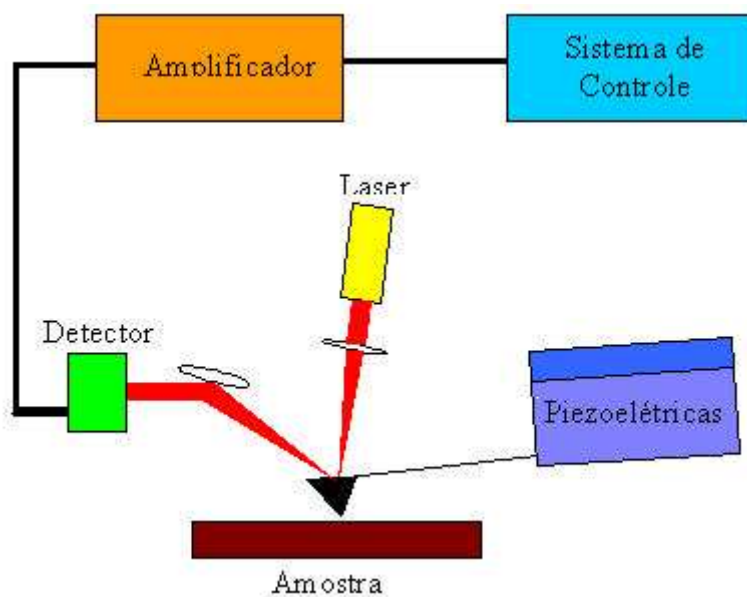 Amplificador
Sistema de
Controle
Laser
Detector
Piezoelétricas
Amostra